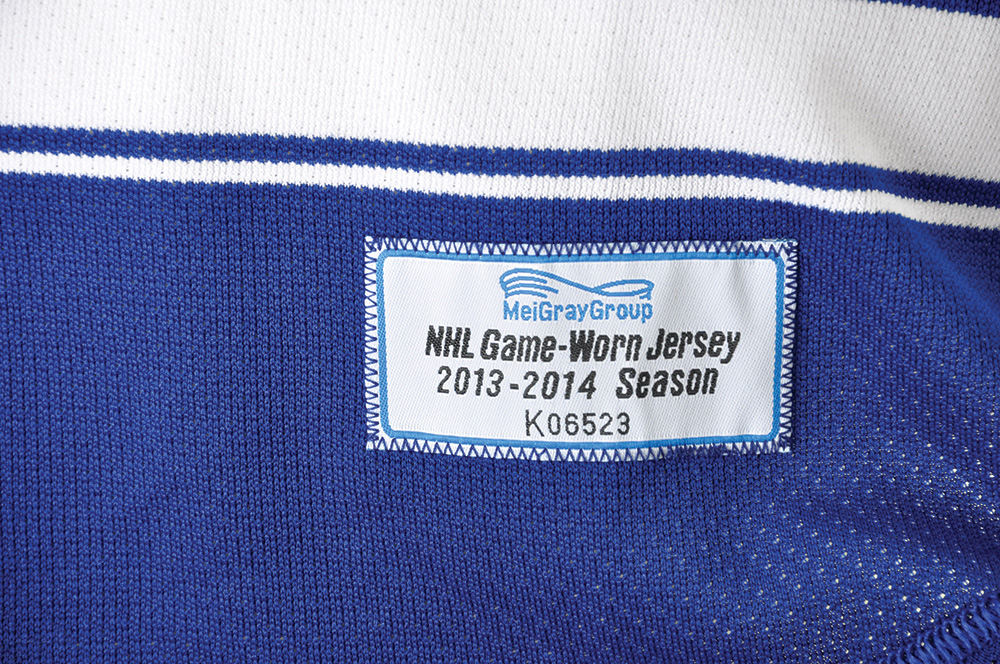 MeiGrayGroup
NHL Game-Worn Jersey
2013-2014 Season
K06523